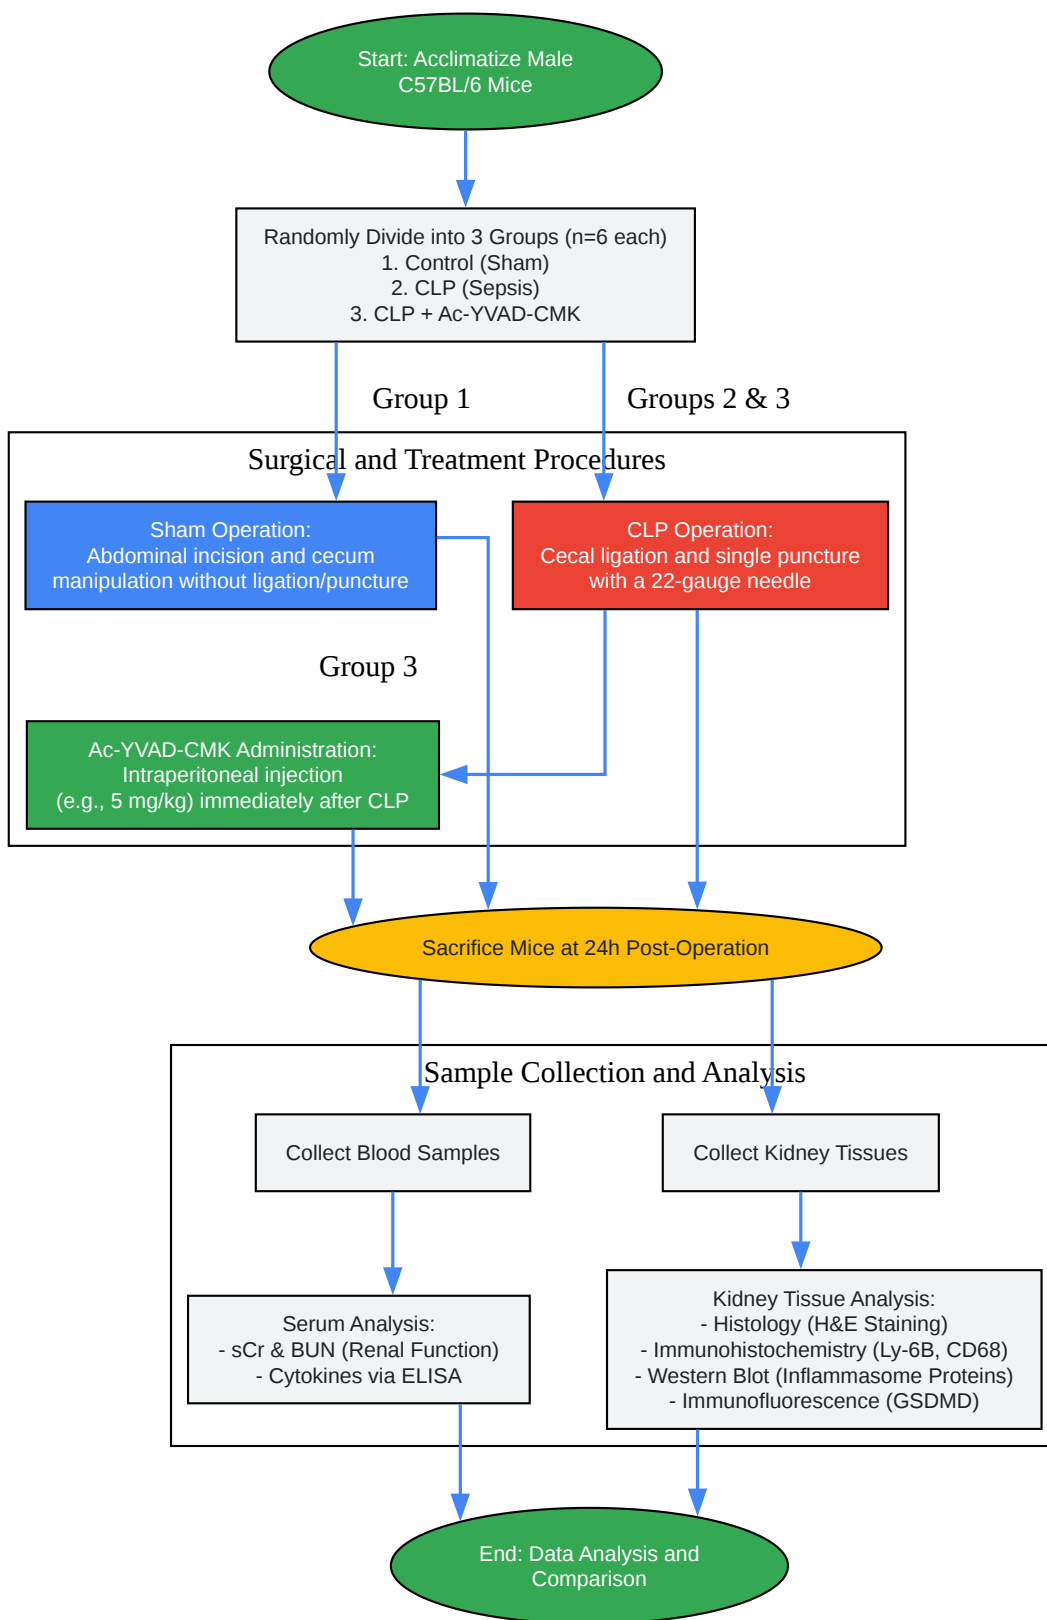 Start: Acclimatize Male
C57BL/6 Mice
Randomly Divide into 3 Groups (n=6 each)
1. Control (Sham)
2. CLP (Sepsis)
3. CLP + Ac-YVAD-CMK
Group 1
Groups 2 & 3
Surgical and Treatment Procedures
Sham Operation:
Abdominal incision and cecum
manipulation without ligation/puncture
CLP Operation:
Cecal ligation and single puncture
with a 22-gauge needle
Group 3
Ac-YVAD-CMK Administration:
Intraperitoneal injection
(e.g., 5 mg/kg) immediately after CLP
Sacrifice Mice at 24h Post-Operation
Sample Collection and Analysis
Collect Blood Samples
Collect Kidney Tissues
Serum Analysis:
- sCr & BUN (Renal Function)
- Cytokines via ELISA
Kidney Tissue Analysis:
- Histology (H&E Staining)
- Immunohistochemistry (Ly-6B, CD68)
- Western Blot (Inflammasome Proteins)
- Immunofluorescence (GSDMD)
End: Data Analysis and
Comparison